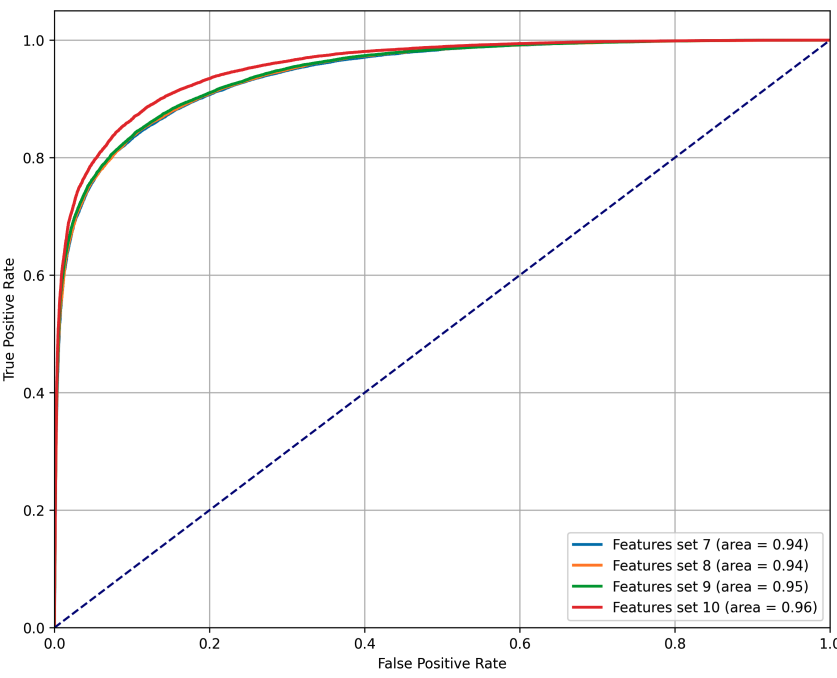 1.0
0.8
0.6
0.4
0.2
0.0
True Positive Rate
Features set 7 (area = 0.94)
Features set 8 (area = 0.94)
Features set 9 (area = 0.95)
Features set 10 (area = 0.96)
0.0 0.2 0.4 0.6 0.8 1.0
False Positive Rate